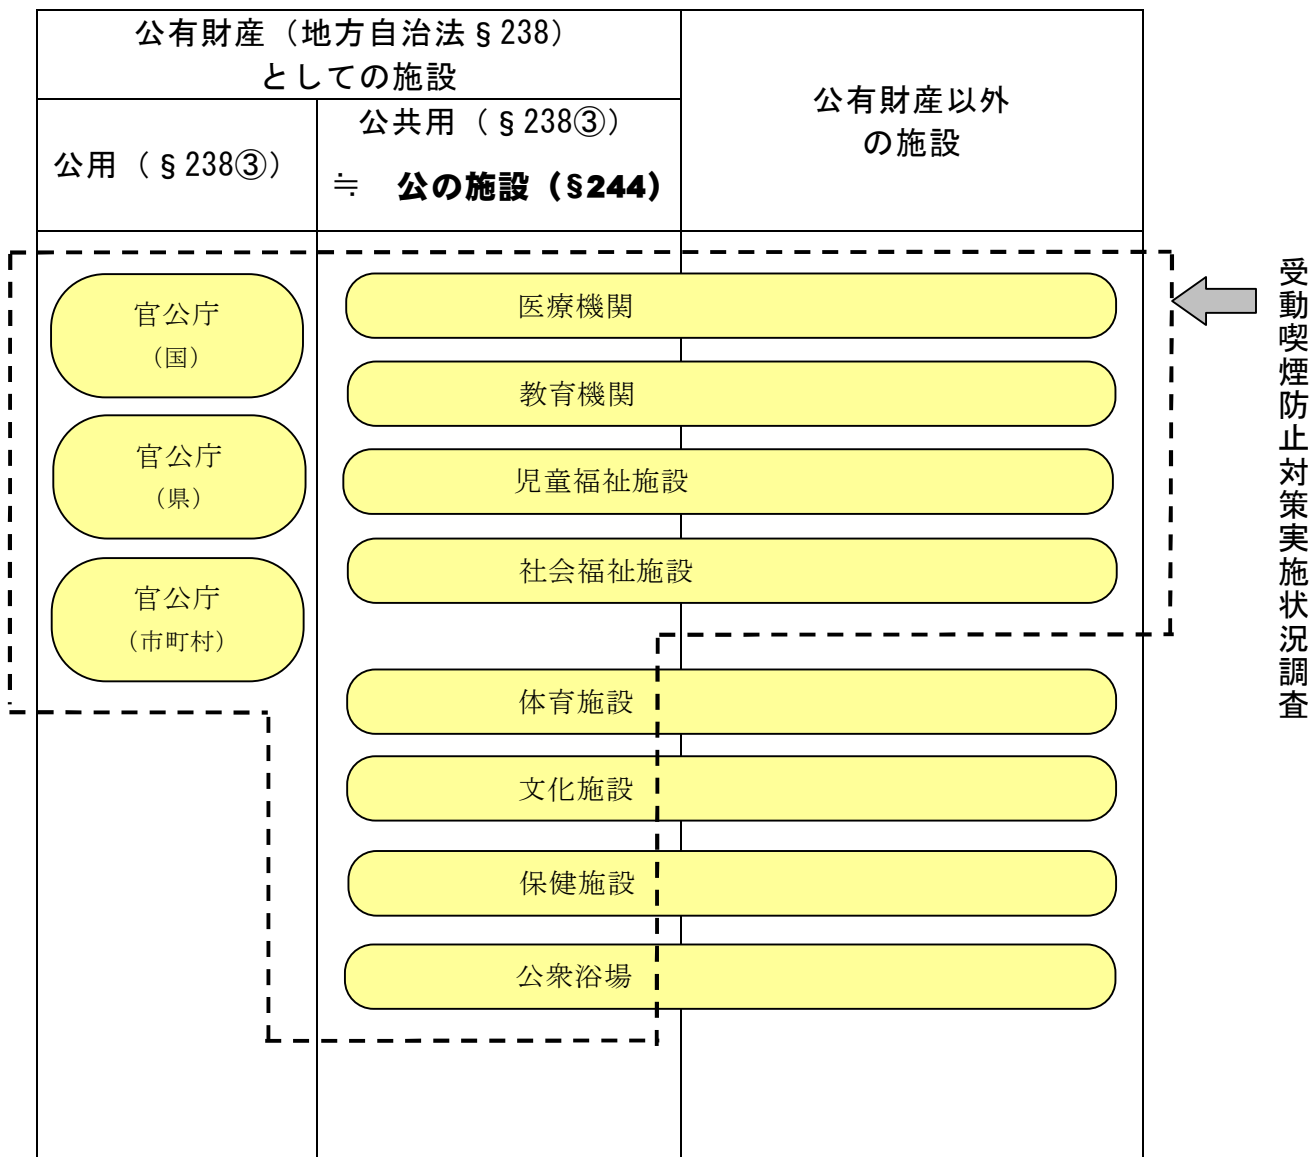 公有財産（地方自治法§238）
としての施設
公有財産以外
の施設
公用（§238③）
公共用（§238③）
≒　公の施設（§244）
官公庁
（国）
官公庁
（県）
官公庁
（市町村）
医療機関
教育機関
児童福祉施設
社会福祉施設
体育施設
文化施設
保健施設
公衆浴場
受動喫煙防止対策実施状況調査